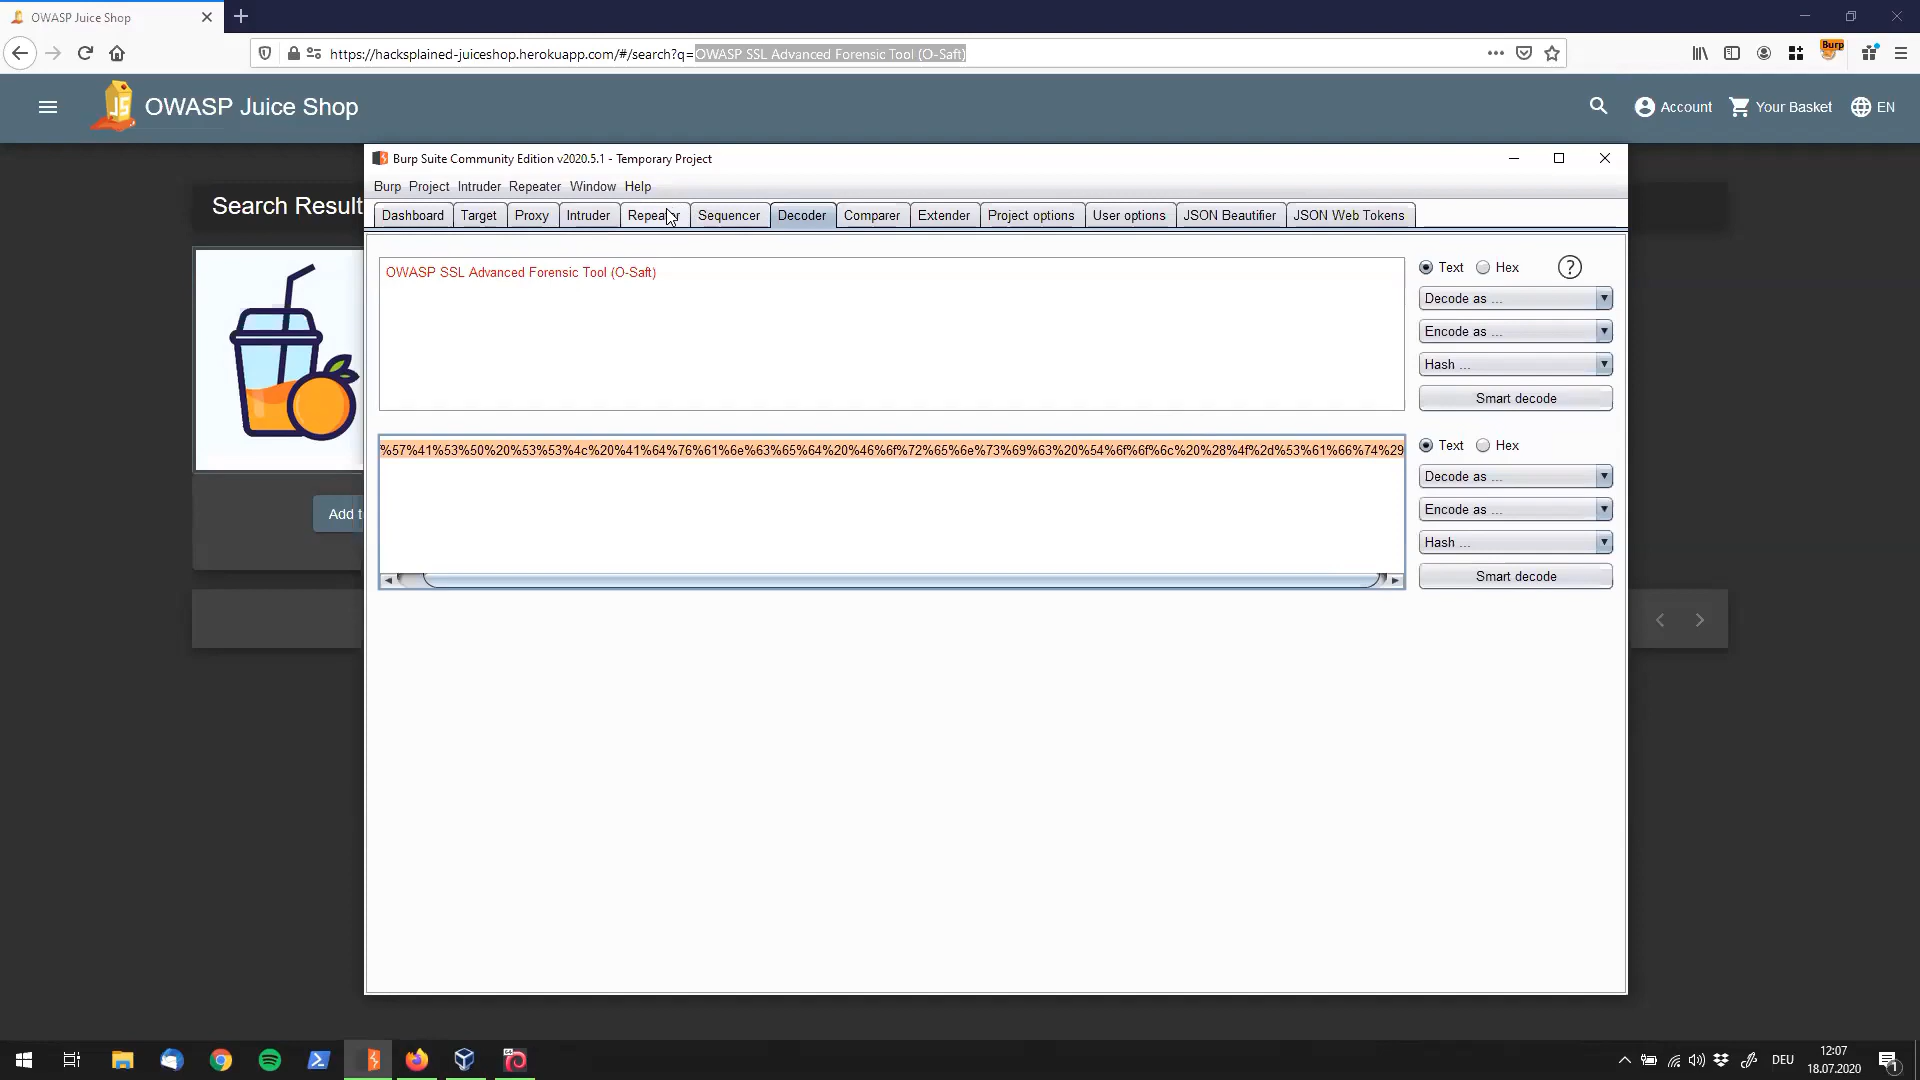 OWASP Juice Shop
https://hacksplained-juiceshop.herokuapp.com/#/search?q=OWASP SSL Advanced Forensic Tool (O-Saft)
Burp
OWASP Juice Shop
Account
Your Basket
EN
Burp Suite Community Edition v2020.5.1 - Temporary Project
Burp Project Intruder Repeater Window Help
Dashboard Target Proxy Intruder Repeater Sequencer Decoder Comparer Extender Project options User options JSON Beautifier JSON Web Tokens
Search Result
OWASP SSL Advanced Forensic Tool (O-Saft)
Text Hex ?
Decode as ...
Encode as ...
Hash ...
Smart decode
%57%41%53%50%20%53%53%4c%20%41%64%76%61%6e%63%65%64%20%46%6f%72%65%6e%73%69%63%20%54%6f%6f%6c%20%28%4f%2d%53%61%66%74%29
Text Hex
Decode as ...
Encode as ...
Hash ...
Smart decode
Add t
DEU
12:07
18.07.2020
1